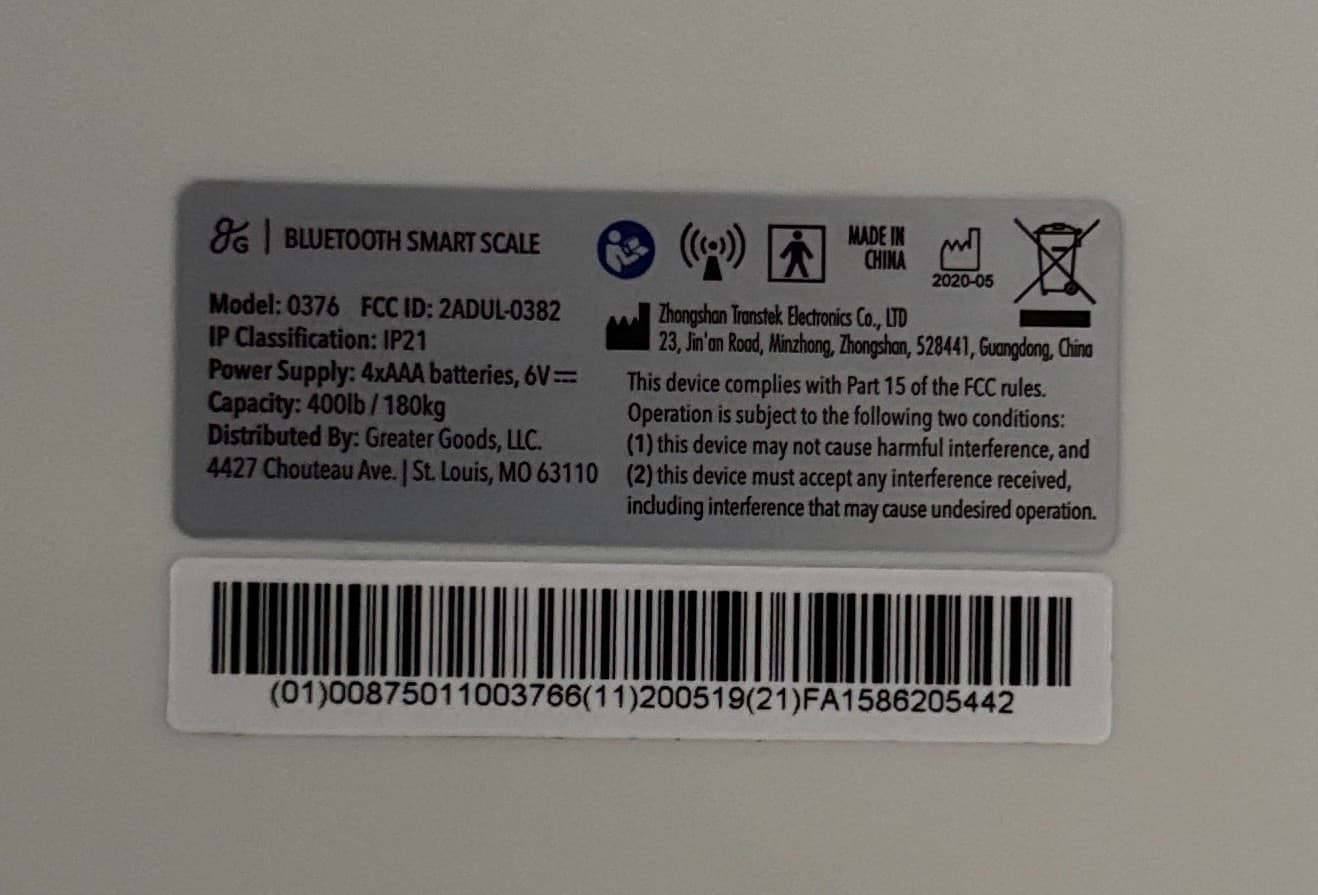 GG | BLUETOOTH SMART SCALE
Model: 0376 FCC ID: 2ADUL-0382
IP Classification: IP21
Power Supply: 4xAAA batteries, 6V⎓
Capacity: 400lb / 180kg
Distributed By: Greater Goods, LLC.
4427 Chouteau Ave. | St. Louis, MO 63110
MADE IN
CHINA
2020-05
Zhongshan Transtek Electronics Co., LTD
23, Jin'an Road, Minzhong, Zhongshan, 528441, Guangdong, China
This device complies with Part 15 of the FCC rules.
Operation is subject to the following two conditions:
(1) this device may not cause harmful interference, and
(2) this device must accept any interference received,
including interference that may cause undesired operation.
(01)00875011003766(11)200519(21)FA1586205442